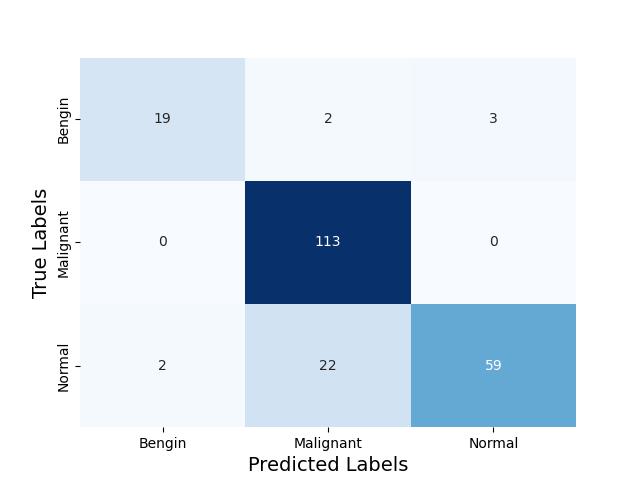 True Labels
Bengin
19 2 3
Malignant
0 113 0
Normal
2 22 59
Bengin Malignant Normal
Predicted Labels